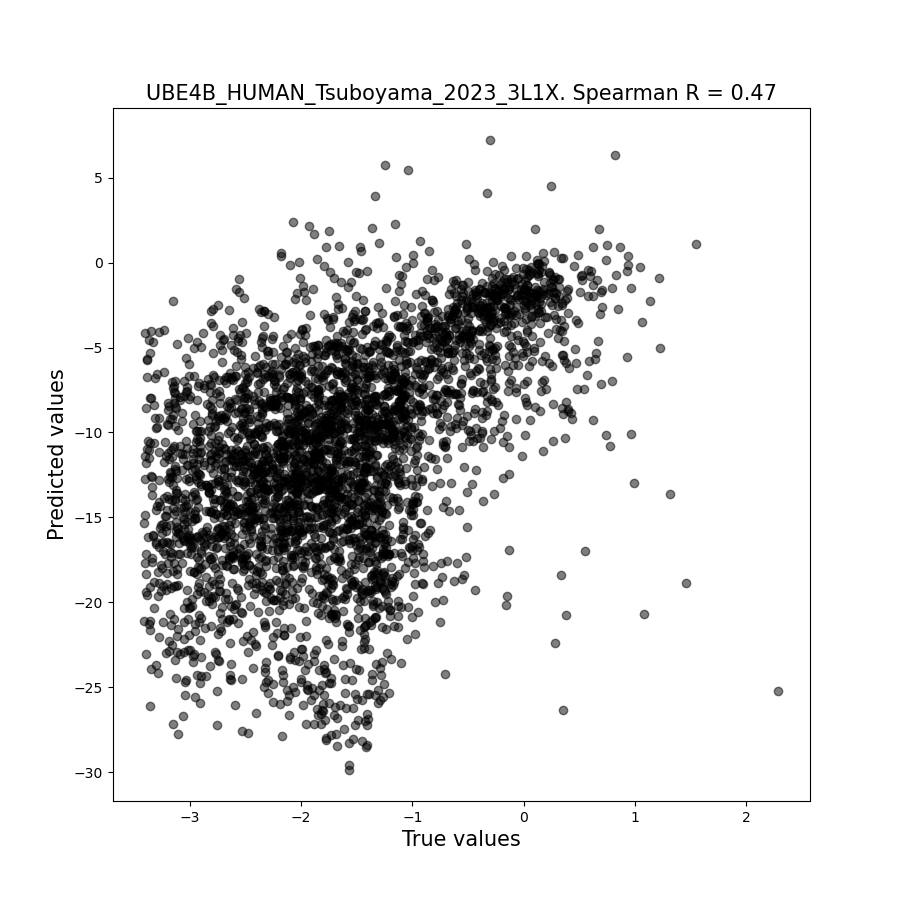 UBE4B_HUMAN_Tsuboyama_2023_3L1X. Spearman R = 0.47
5
0
−5
−10
−15
−20
−25
−30
Predicted values
−3 −2 −1 0 1 2
True values